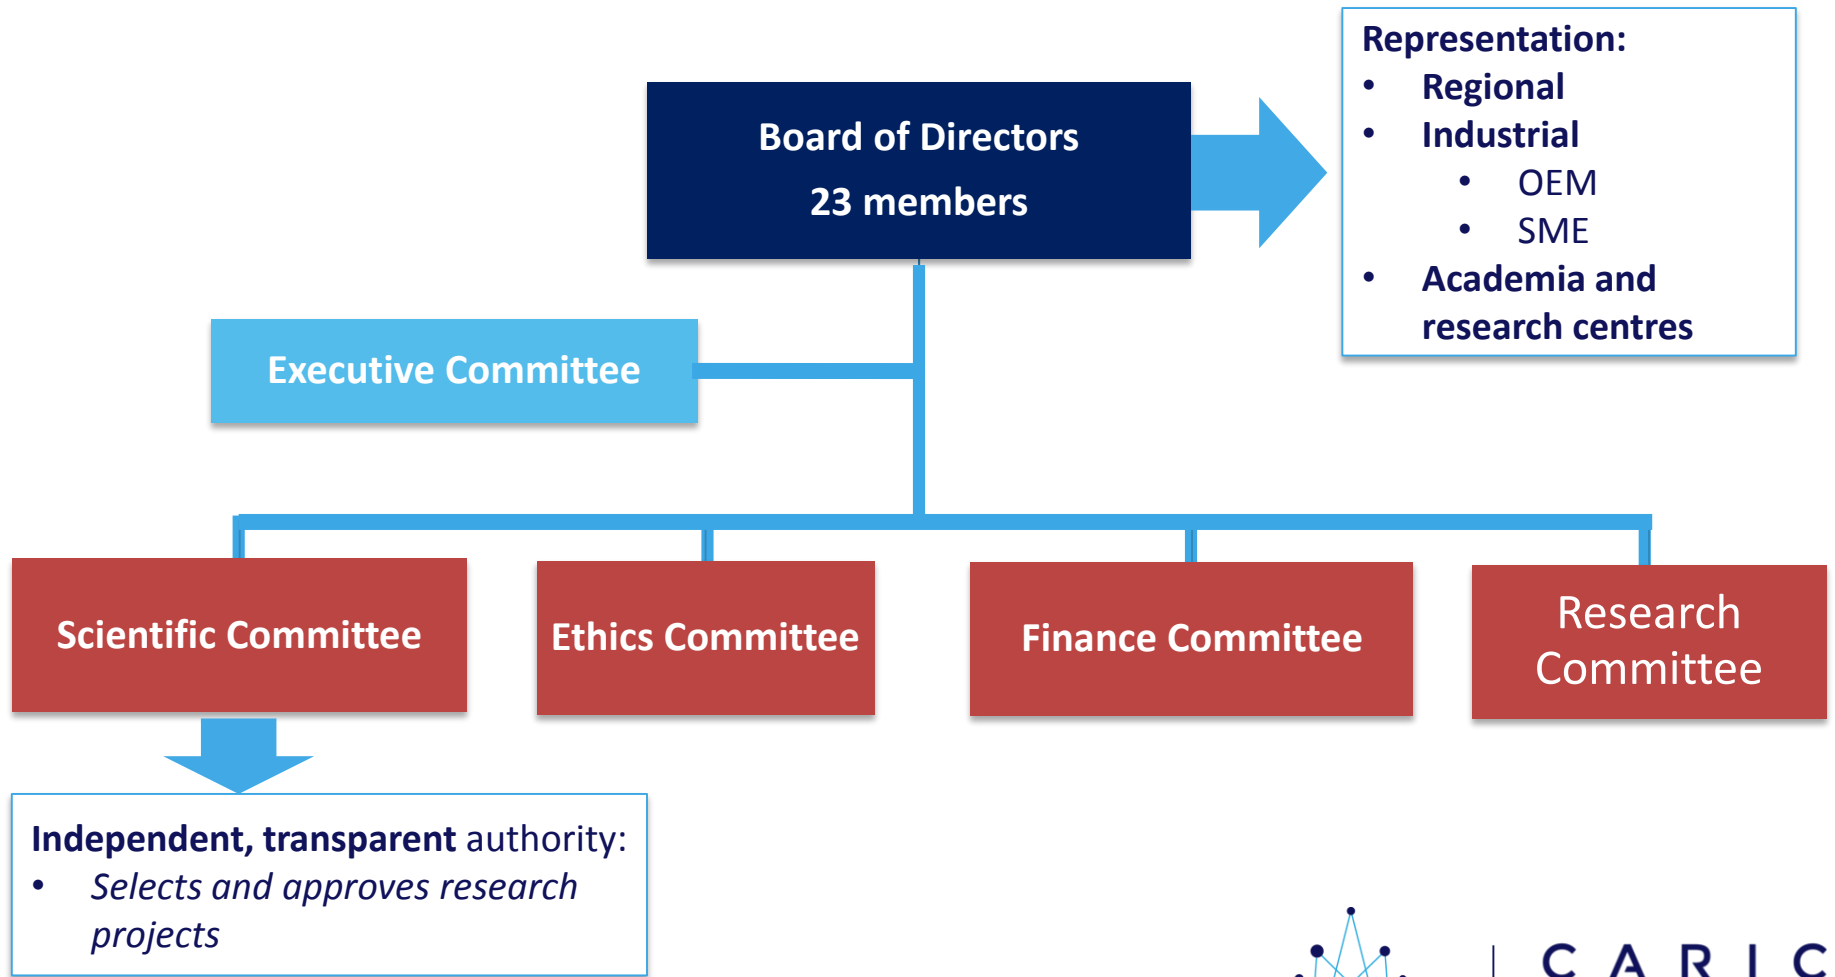 Representation:
• Regional
• Industrial
• OEM
• SME
• Academia and
research centres
Board of Directors
23 members
Executive Committee
Scientific Committee
Ethics Committee
Finance Committee
Research
Committee
Independent, transparent authority:
• Selects and approves research
projects
CARIC